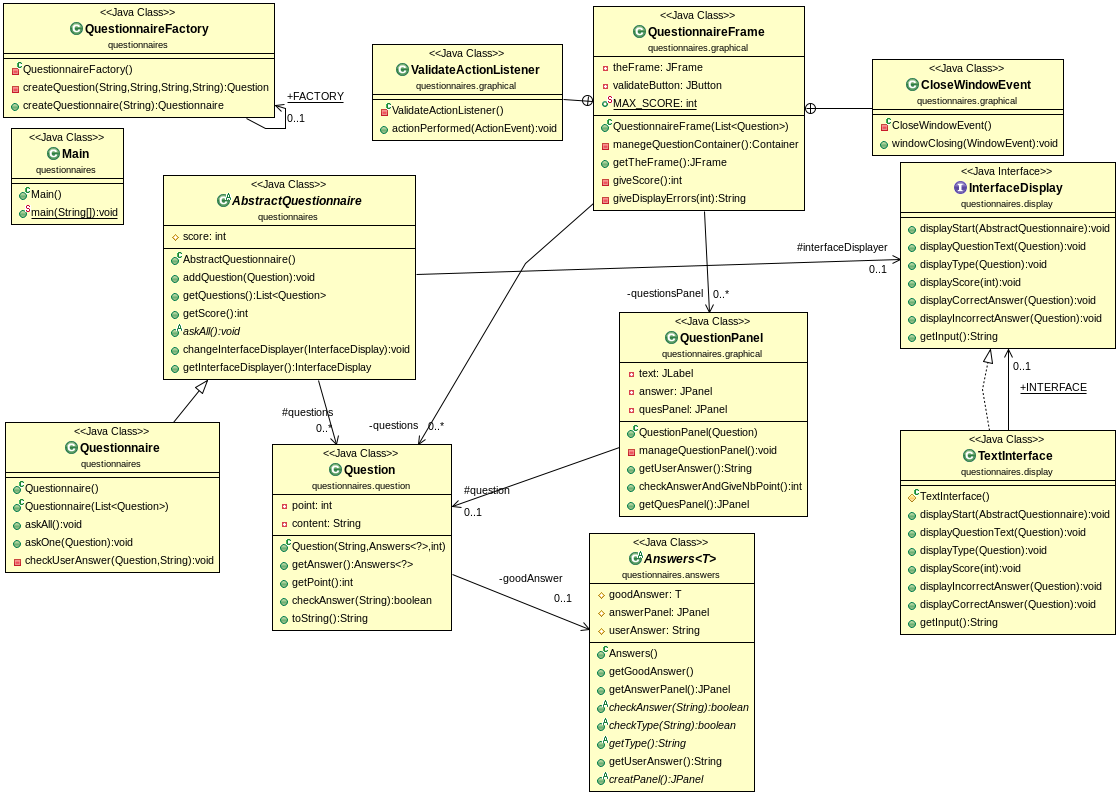 <<Java Class>>
QuestionnaireFactory
questionnaires
QuestionnaireFactory()
createQuestion(String,String,String,String):Question
createQuestionnaire(String):Questionnaire
+FACTORY
0..1
<<Java Class>>
Main
questionnaires
Main()
main(String[]):void
<<Java Class>>
ValidateActionListener
questionnaires.graphical
ValidateActionListener()
actionPerformed(ActionEvent):void
<<Java Class>>
QuestionnaireFrame
questionnaires.graphical
theFrame: JFrame
validateButton: JButton
MAX_SCORE: int
QuestionnaireFrame(List<Question>)
manegeQuestionContainer():Container
getTheFrame():JFrame
giveScore():int
giveDisplayErrors(int):String
<<Java Class>>
CloseWindowEvent
questionnaires.graphical
CloseWindowEvent()
windowClosing(WindowEvent):void
<<Java Class>>
AbstractQuestionnaire
questionnaires
score: int
AbstractQuestionnaire()
addQuestion(Question):void
getQuestions():List<Question>
getScore():int
askAll():void
changeInterfaceDisplayer(InterfaceDisplay):void
getInterfaceDisplayer():InterfaceDisplay
#interfaceDisplayer
0..1
<<Java Interface>>
InterfaceDisplay
questionnaires.display
displayStart(AbstractQuestionnaire):void
displayQuestionText(Question):void
displayType(Question):void
displayScore(int):void
displayCorrectAnswer(Question):void
displayIncorrectAnswer(Question):void
getInput():String
-questionsPanel
0..*
<<Java Class>>
QuestionPanel
questionnaires.graphical
text: JLabel
answer: JPanel
quesPanel: JPanel
QuestionPanel(Question)
manageQuestionPanel():void
getUserAnswer():String
checkAnswerAndGiveNbPoint():int
getQuesPanel():JPanel
0..1
+INTERFACE
#questions
0..*
-questions
0..*
<<Java Class>>
Questionnaire
questionnaires
Questionnaire()
Questionnaire(List<Question>)
askAll():void
askOne(Question):void
checkUserAnswer(Question,String):void
<<Java Class>>
Question
questionnaires.question
point: int
content: String
Question(String,Answers<?>,int)
getAnswer():Answers<?>
getPoint():int
checkAnswer(String):boolean
toString():String
#question
0..1
-goodAnswer
0..1
<<Java Class>>
TextInterface
questionnaires.display
TextInterface()
displayStart(AbstractQuestionnaire):void
displayQuestionText(Question):void
displayType(Question):void
displayScore(int):void
displayIncorrectAnswer(Question):void
displayCorrectAnswer(Question):void
getInput():String
<<Java Class>>
Answers<T>
questionnaires.answers
goodAnswer: T
answerPanel: JPanel
userAnswer: String
Answers()
getGoodAnswer()
getAnswerPanel():JPanel
checkAnswer(String):boolean
checkType(String):boolean
getType():String
getUserAnswer():String
creatPanel():JPanel